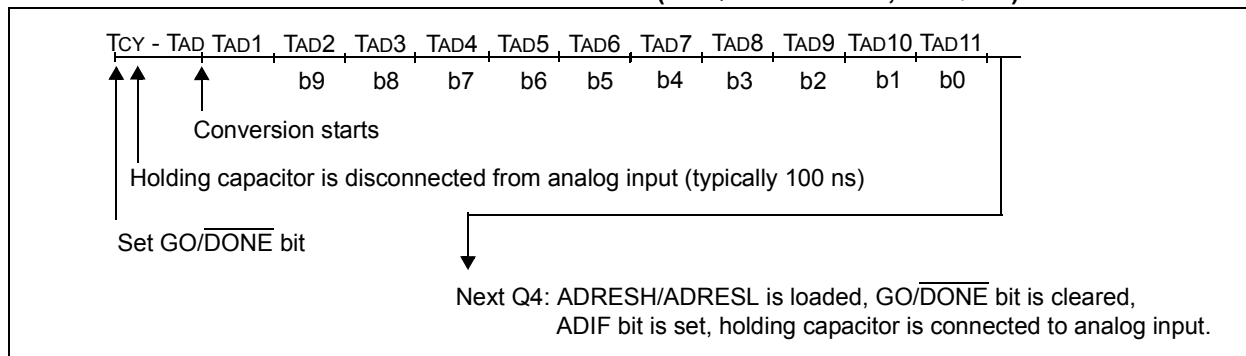 TCY - TAD TAD1 TAD2 TAD3 TAD4 TAD5 TAD6 TAD7 TAD8 TAD9 TAD10 TAD11
b9 b8 b7 b6 b5 b4 b3 b2 b1 b0
Conversion starts
Holding capacitor is disconnected from analog input (typically 100 ns)
Set GO/DONE bit
Next Q4: ADRESH/ADRESL is loaded, GO/DONE bit is cleared,
ADIF bit is set, holding capacitor is connected to analog input.